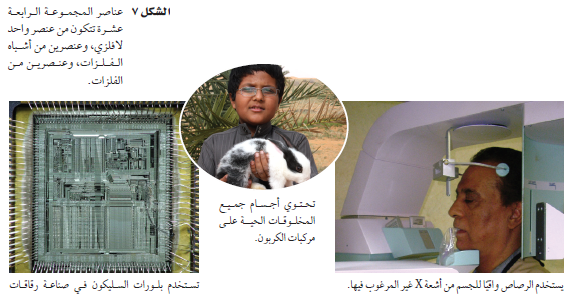 الشكل ٧ عناصر المجموعة الرابعة
عشرة تتكون من عنصر واحد
لافلزي، وعنصرين من أشباه
الفلزات، وعنصرين من
الفلزات.
تحتوي أجسام جميع
المخلوقات الحية على
مركبات الكربون.
يستخدم الرصاص واقيًا للجسم من أشعة X غير المرغوب فيها.
تستخدم بلورات السليكون في صناعة رقاقات